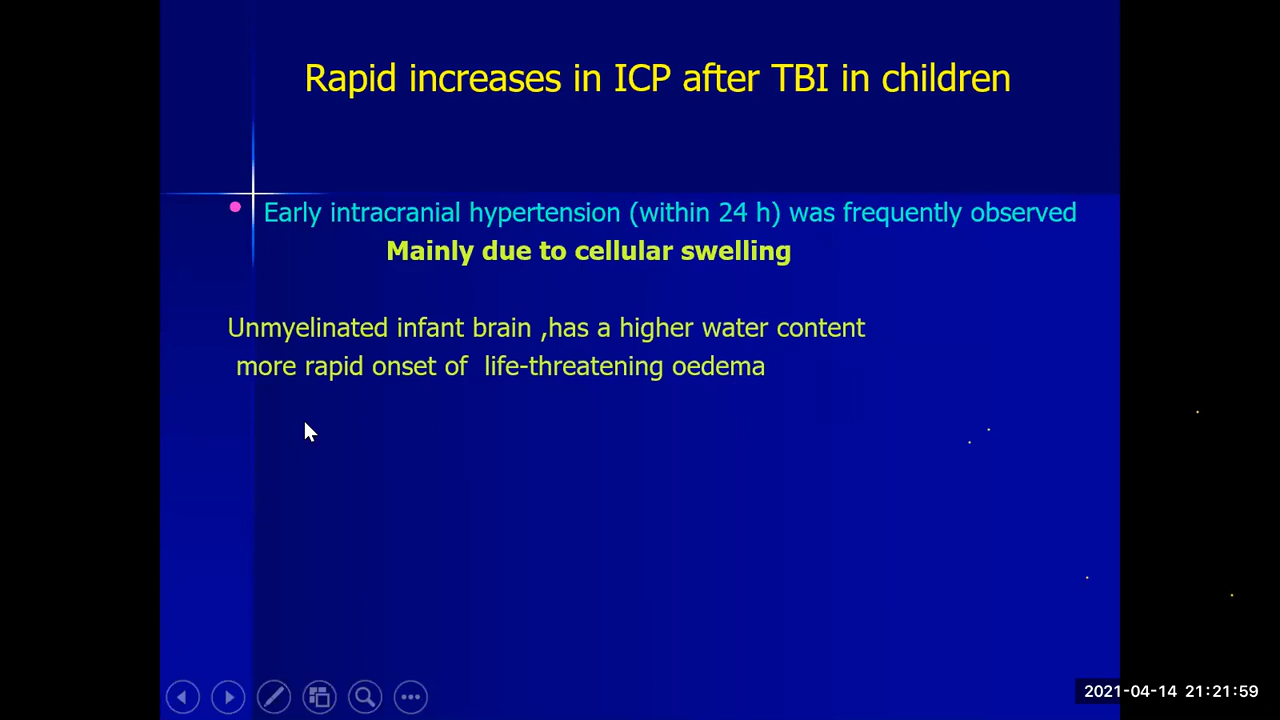 Rapid increases in ICP after TBI in children
• Early intracranial hypertension (within 24 h) was frequently observed
Mainly due to cellular swelling
Unmyelinated infant brain ,has a higher water content
more rapid onset of life-threatening oedema
2021-04-14 21:21:59